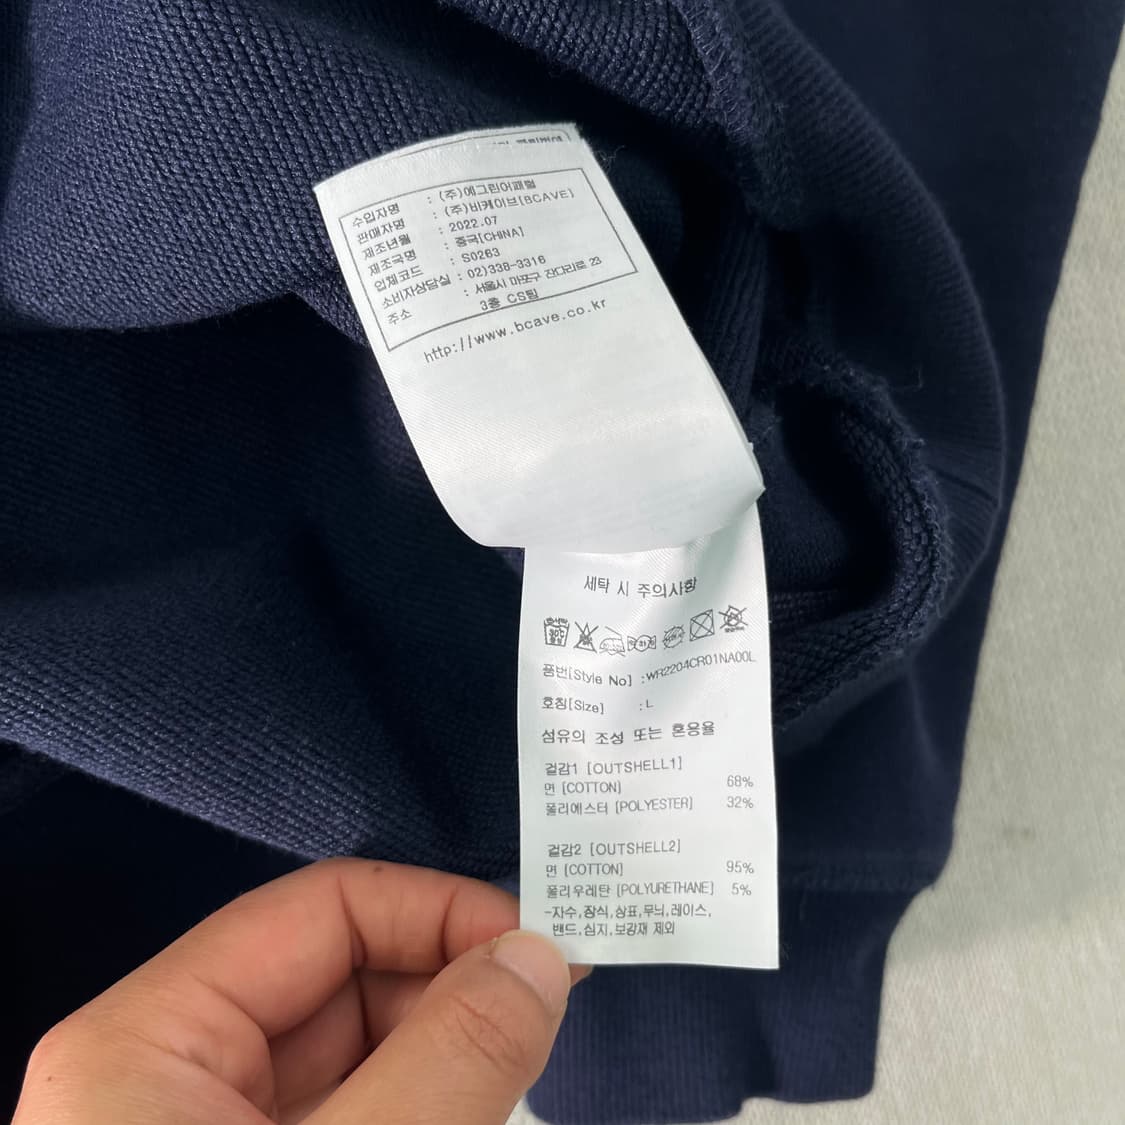 수입자명 : (주)에그린어패럴
판매자명 : (주)비케이브[BCAVE]
제조년월 : 2022.07
제조국명 : 중국[CHINA]
업체코드 : S0263
소비자상담실 : 02)338-3316
주소 : 서울시 마포구 잔다리로 23
3층 CS팀
http://www.bcave.co.kr
세탁 시 주의사항
30℃
품번[Style No] :WR2204CR01NA00L
호칭[Size] :L
섬유의 조성 또는 혼용율
겉감1 [OUTSHELL1]
면 [COTTON] 68%
폴리에스터 [POLYESTER] 32%
겉감2 [OUTSHELL2]
면 [COTTON] 95%
폴리우레탄 [POLYURETHANE] 5%
-자수,장식,상표,무늬,레이스,
밴드,심지,보강재 제외